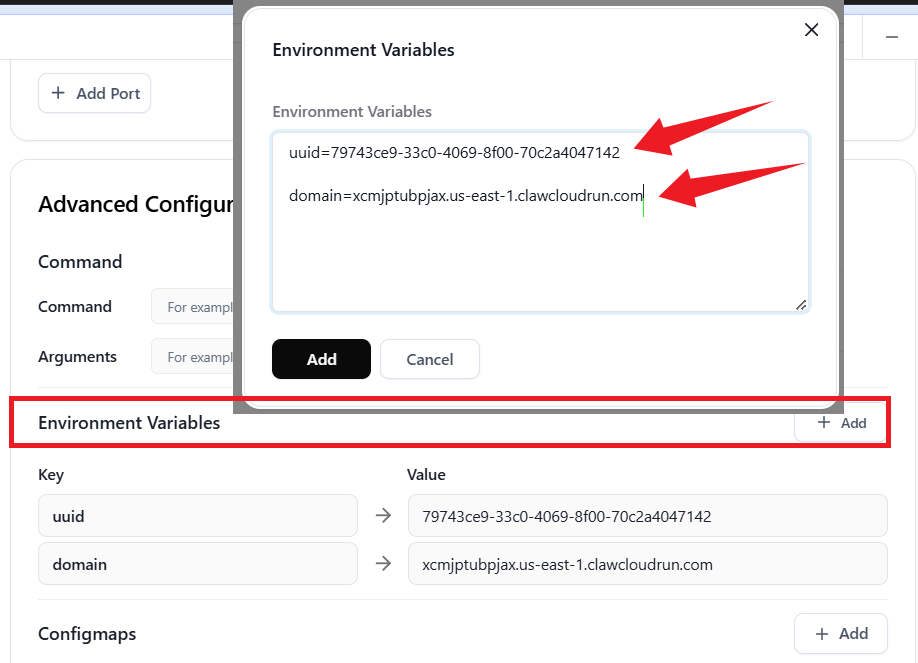 Environment Variables
Environment Variables
uuid=79743ce9-33c0-4069-8f00-70c2a4047142
domain=xcmjptubpjax.us-east-1.clawcloudrun.com
Add
Cancel
+ Add Port
Advanced Configur
Command
Command
For exampl
Arguments
For exampl
Environment Variables
+ Add
Key
Value
uuid
79743ce9-33c0-4069-8f00-70c2a4047142
domain
xcmjptubpjax.us-east-1.clawcloudrun.com
Configmaps
+ Add